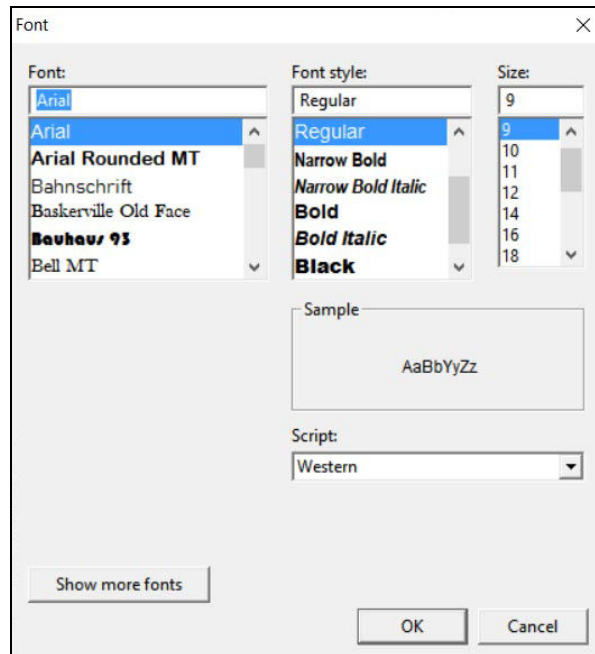 Font
Font:
Arial
Arial
Arial Rounded MT
Bahnschrift
Baskerville Old Face
Bauhaus 93
Bell MT
Font style:
Regular
Regular
Narrow Bold
Narrow Bold Italic
Bold
Bold Italic
Black
Size:
9
9
10
11
12
14
16
18
Sample
AaBbYyZz
Script:
Western
Show more fonts
OK
Cancel